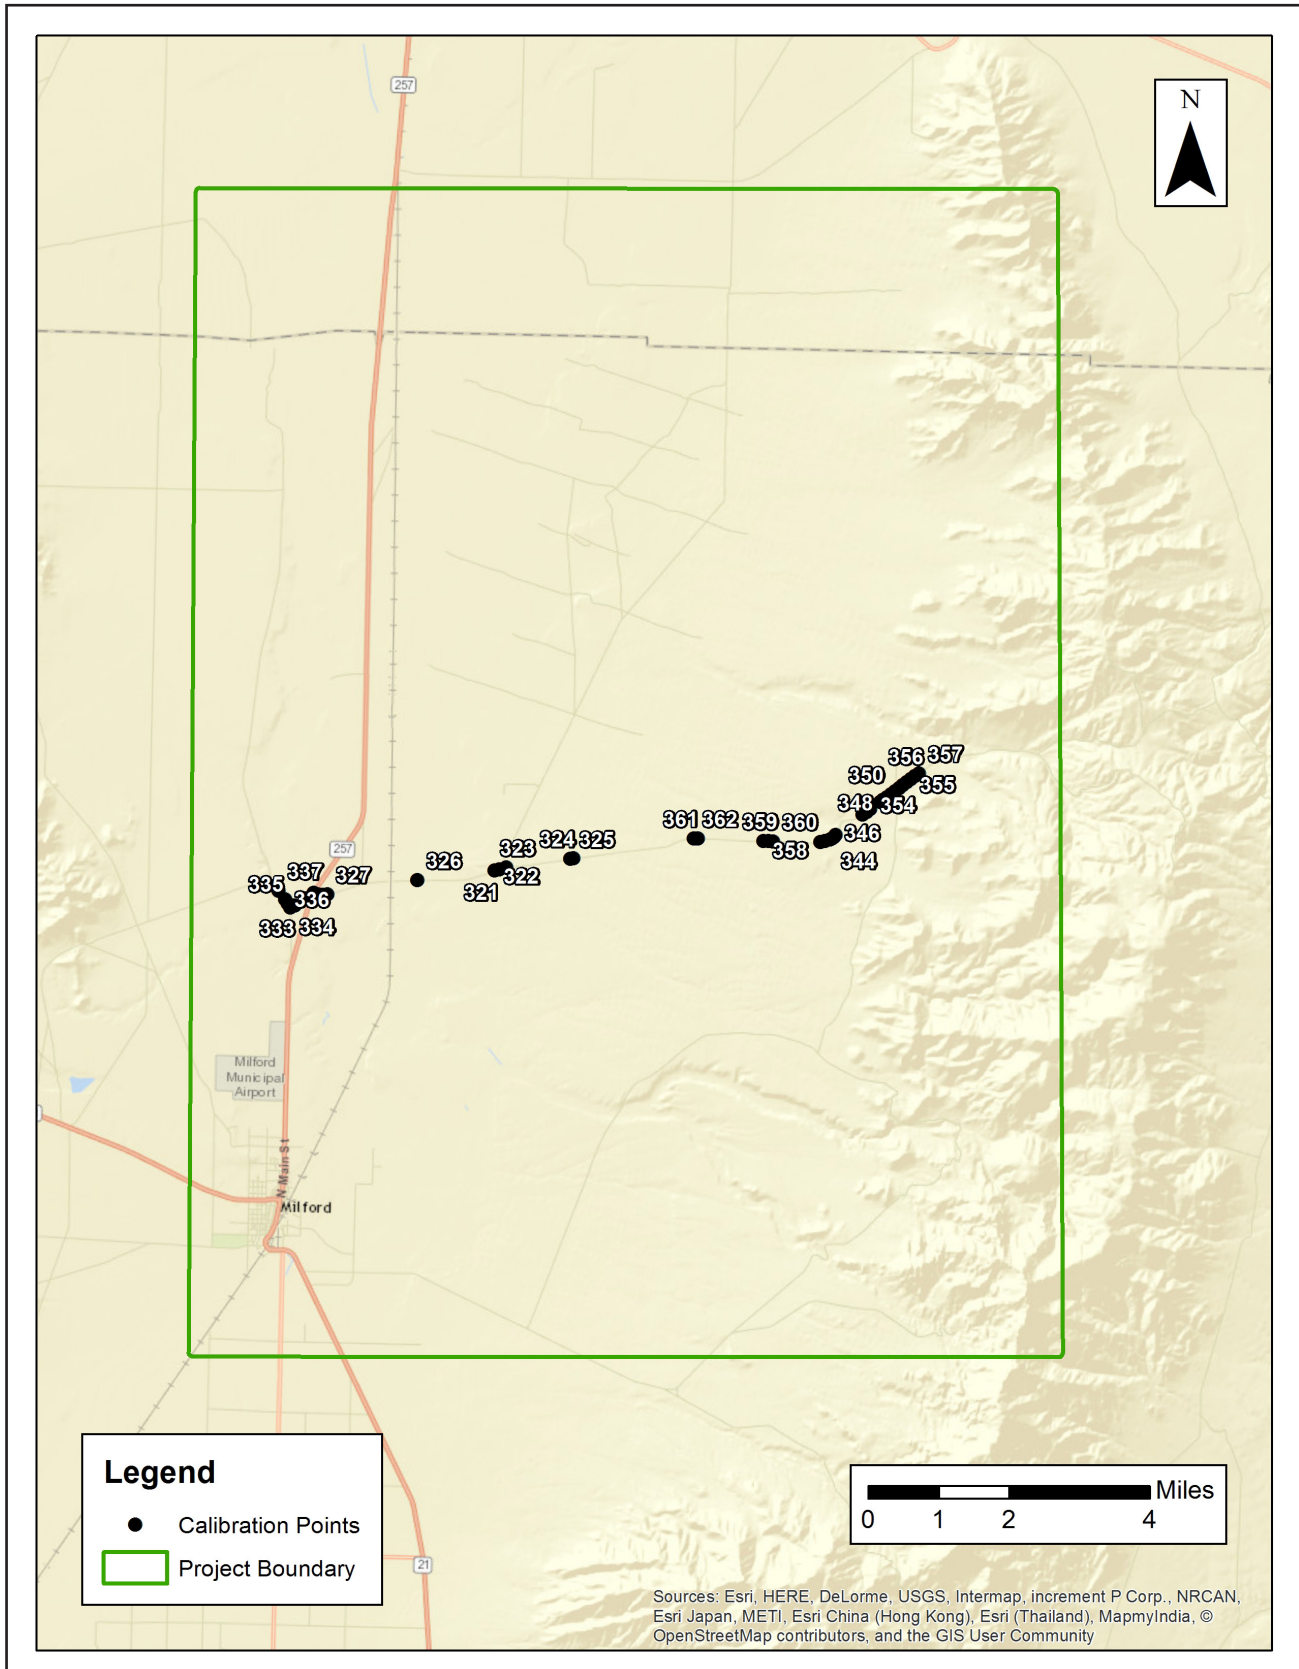 257
N
356 357
350
355
348 354
346
344
361 362 359 360
358
324 325
323
322
321
326
257
337 327
335
336
333 334
Milford
Municipal
Airport
N Main St
Milford
Legend
Calibration Points
Project Boundary
21
Miles
0 1 2 4
Sources: Esri, HERE, DeLorme, USGS, Intermap, increment P Corp., NRCAN,
Esri Japan, METI, Esri China (Hong Kong), Esri (Thailand), MapmyIndia, ©
OpenStreetMap contributors, and the GIS User Community